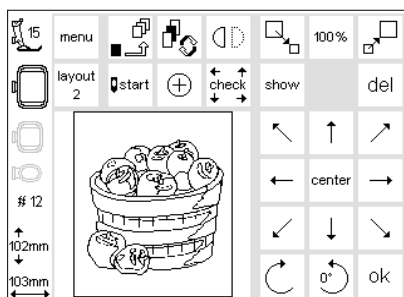 15 menu 100%
layout
2 start check show del
# 12
center
102mm
103mm 0° ok